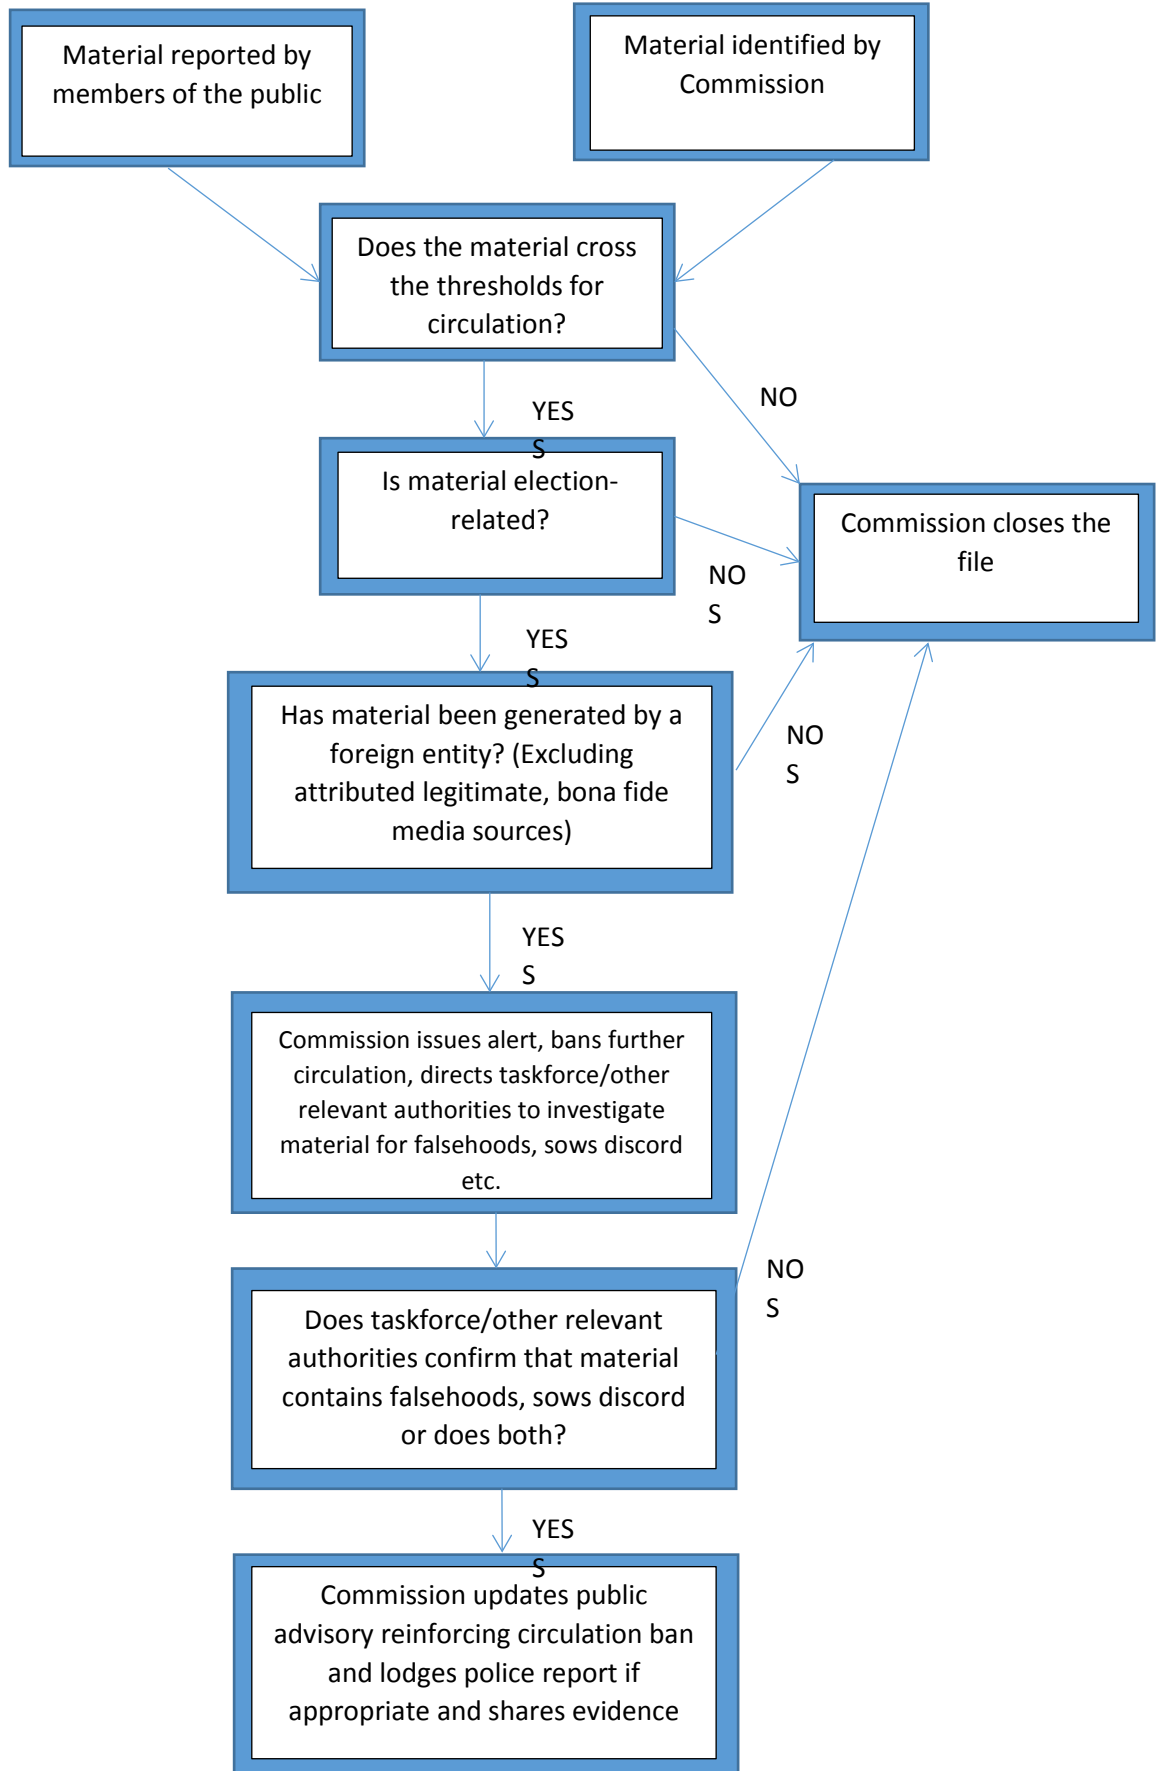 Material reported by
members of the public
Material identified by
Commission
Does the material cross
the thresholds for
circulation?
YES
S
NO
Is material election-
related?
Commission closes the
file
NO
S
YES
S
Has material been generated by a
foreign entity? (Excluding
attributed legitimate, bona fide
media sources)
NO
S
YES
S
Commission issues alert, bans further
circulation, directs taskforce/other
relevant authorities to investigate
material for falsehoods, sows discord
etc.
NO
S
Does taskforce/other relevant
authorities confirm that material
contains falsehoods, sows discord
or does both?
YES
S
Commission updates public
advisory reinforcing circulation ban
and lodges police report if
appropriate and shares evidence